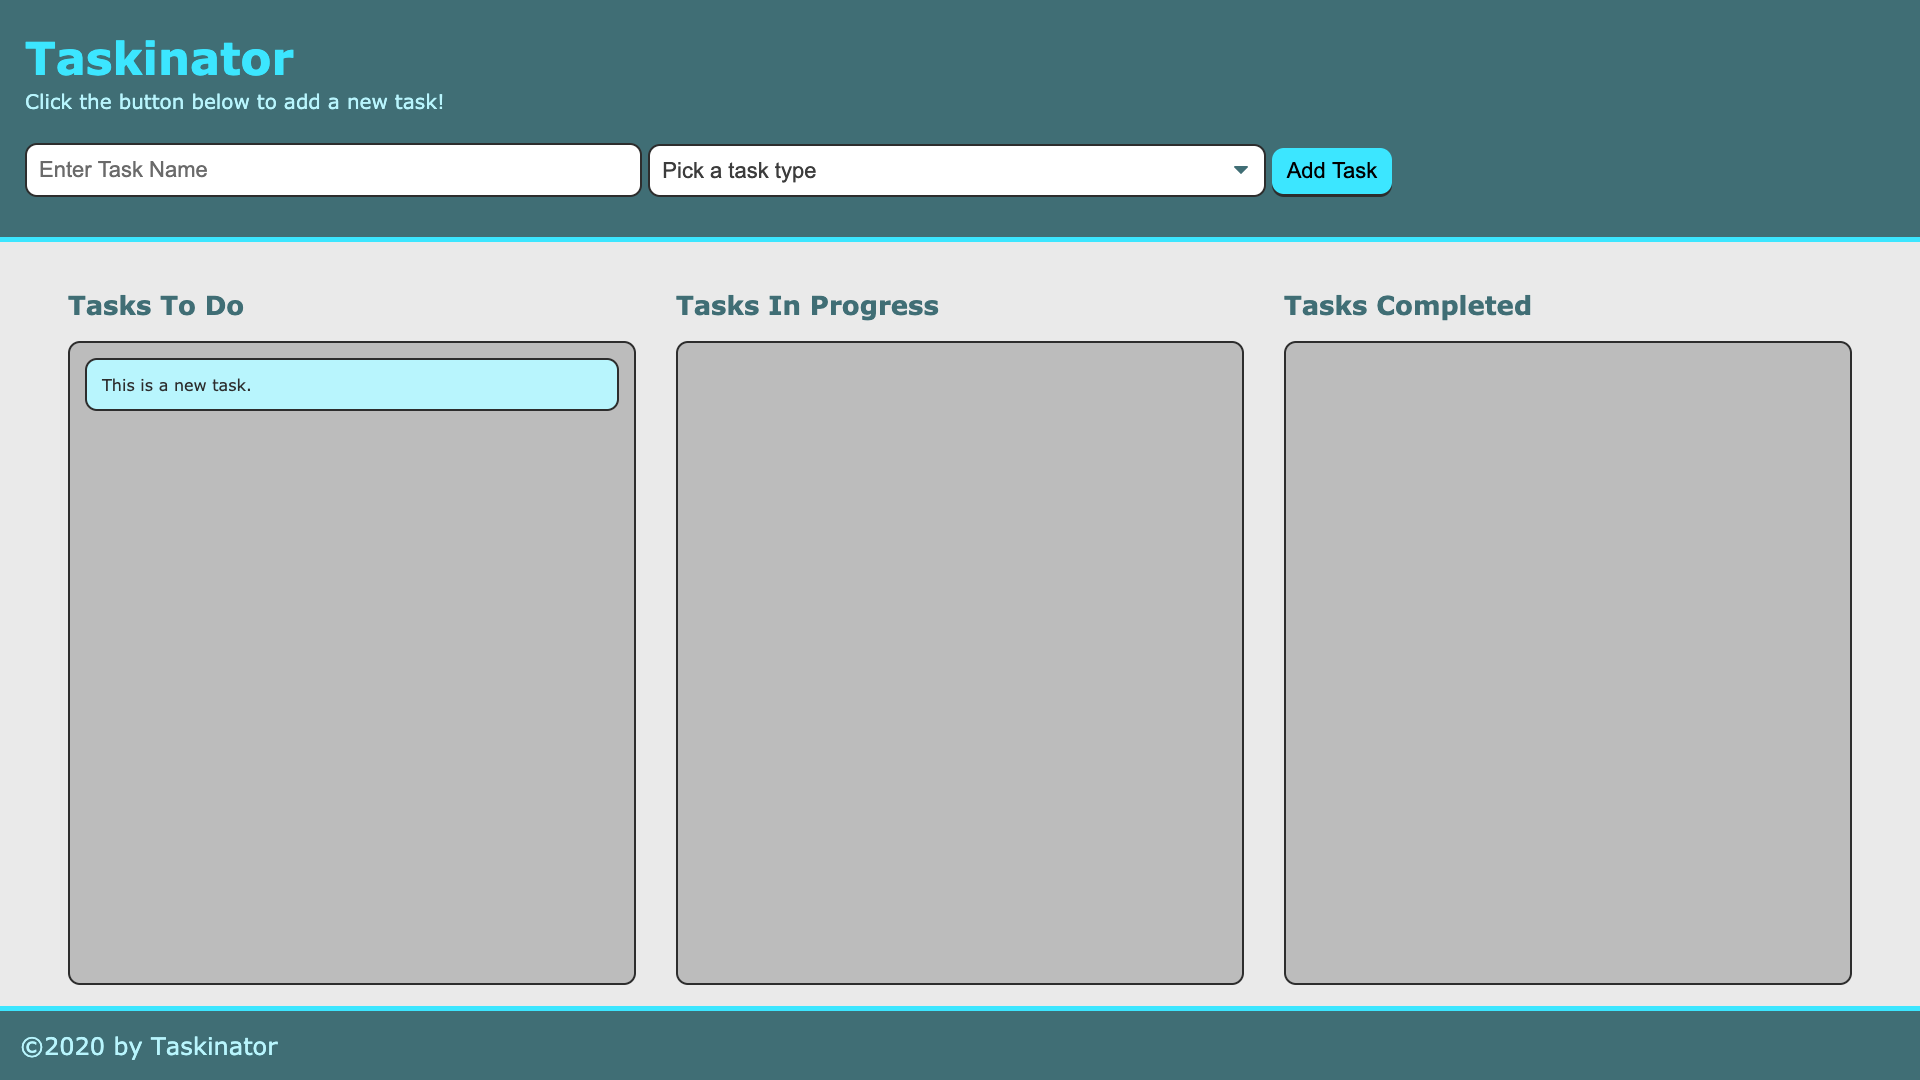 Taskinator
Click the button below to add a new task!
Enter Task Name
Pick a task type
Add Task
Tasks To Do
Tasks In Progress
Tasks Completed
This is a new task.
©2020 by Taskinator